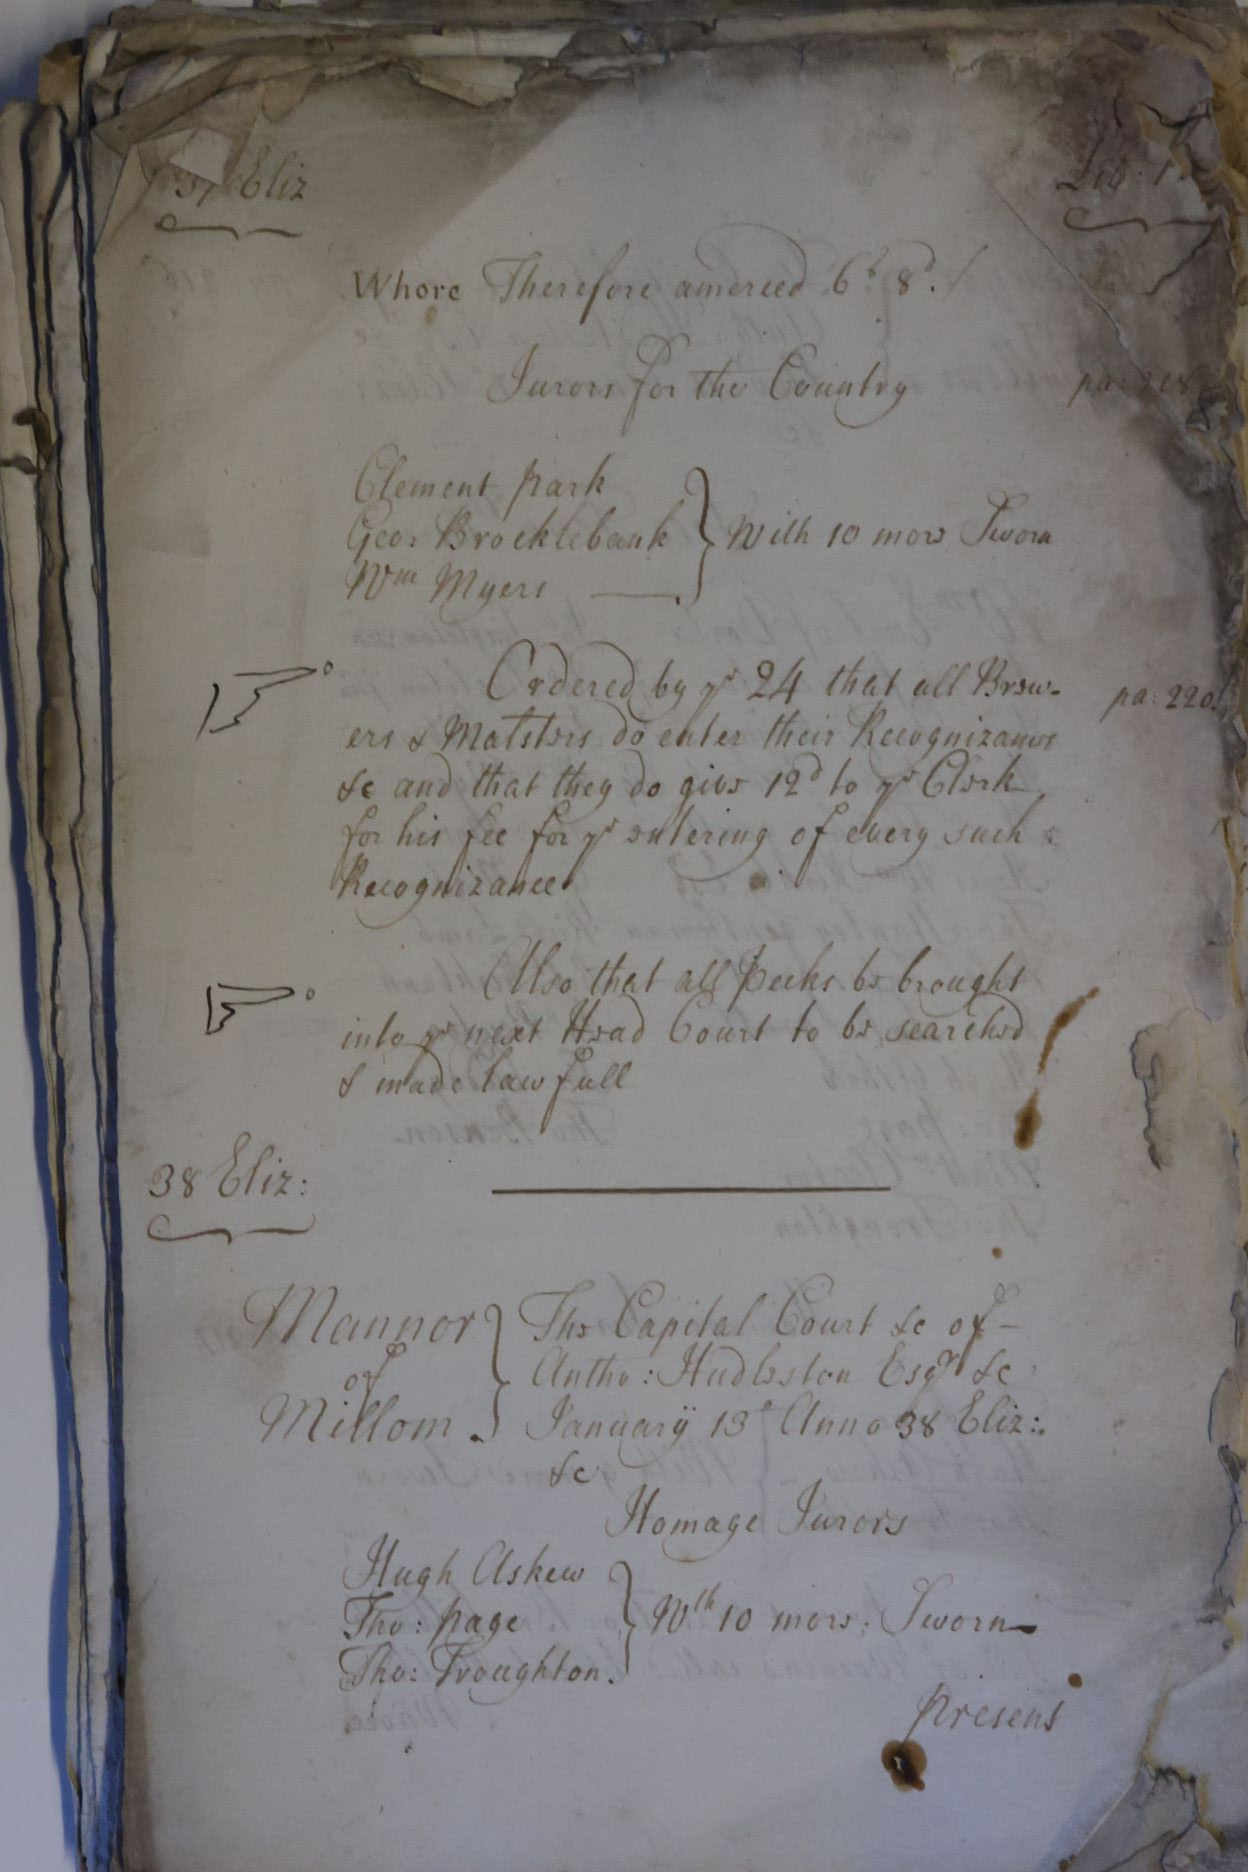 37 Eliz
Lib: 1
Whore Therefore amerced 6s 8d.
Jurors for the Country
pa: 218
Clement park
Geo: Brocklebank
Wm Myers
With 10 more Sworn
Ordered by ye 24 that all Brew-
pa: 220
ers & Malsters do enter their Recognizances
&c and that they do give 12d to ye Clerk
for his fee for ye entering of every such
Recognizance
Also that all pecks be brought
into ye next Head Court to be searched
& made lawfull
38 Eliz:
Mannor of Millom.
The Capital Court &c of
Antho: Hudleston Esqr &c
January 13o Anno 38 Eliz:
&c
Homage Jurors
Hugh Askew
Tho: page
Tho: Troughton.
Wth 10 more: Sworn
presens